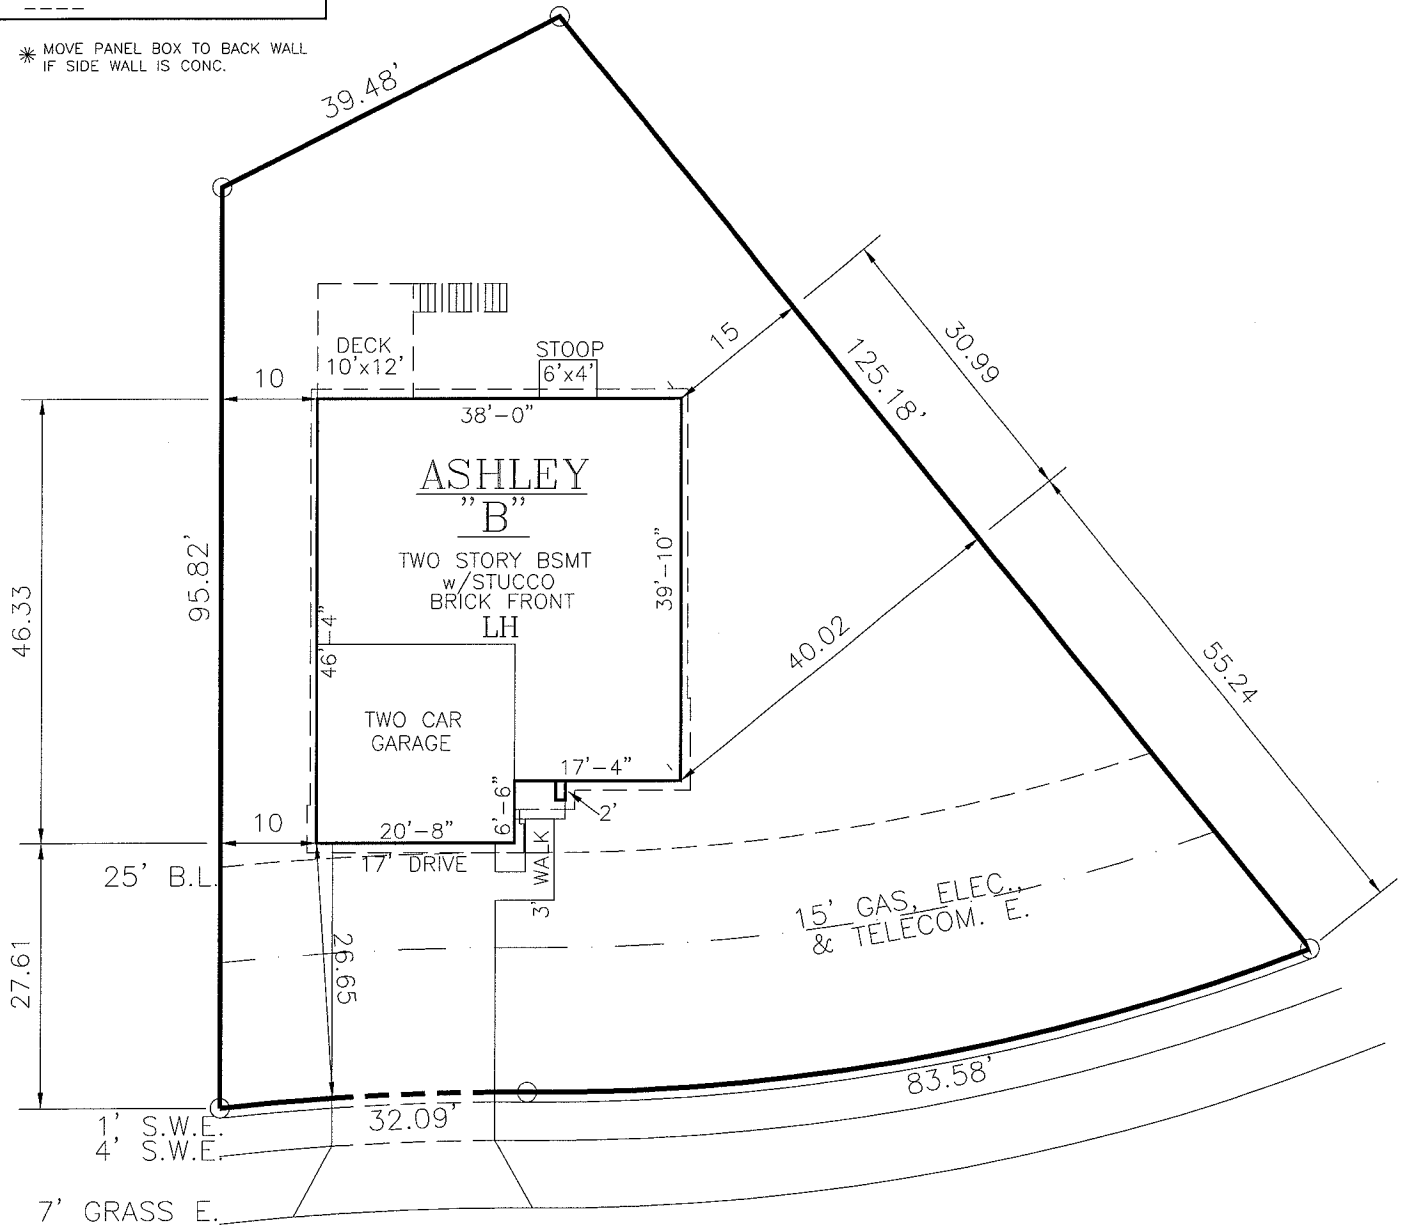 * MOVE PANEL BOX TO BACK WALL
IF SIDE WALL IS CONC.
39.48'
DECK
10'x12'
STOOP
6'x4'
15
30.99
125.18'
10
38'-0"
ASHLEY
"B"
TWO STORY BSMT
w/STUCCO
BRICK FRONT
LH
39'-10"
95.82'
46.33
46'-4"
40.02
55.24
TWO CAR
GARAGE
17'-4"
6'-6"
2'
10
20'-8"
17' DRIVE
3' WALK
25' B.L.
15' GAS, ELEC.,
& TELECOM. E.
26.65
27.61
83.58'
32.09'
1' S.W.E.
4' S.W.E.
7' GRASS E.